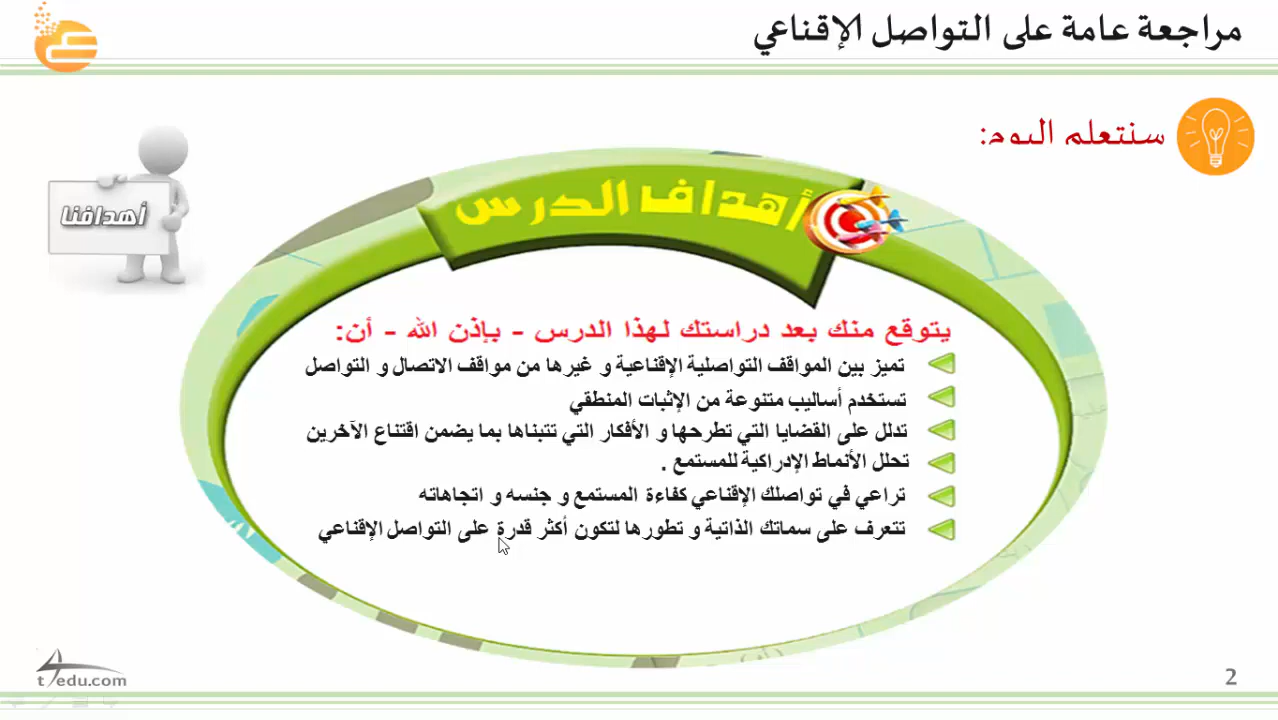 مراجعة عامة على التواصل الإقناعي
سنتعلم اليوم:
أهدافنا
أهداف الدرس
يتوقع منك بعد دراستك لهذا الدرس - بإذن الله - أن:
تميز بين المواقف التواصلية الإقناعية و غيرها من مواقف الاتصال و التواصل
تستخدم أساليب متنوعة من الإثبات المنطقي
تدلل على القضايا التي تطرحها و الأفكار التي تتبناها بما يضمن اقتناع الآخرين
تحلل الأنماط الإدراكية للمستمع .
تراعي في تواصلك الإقناعي كفاءة المستمع و جنسه و اتجاهاته
تتعرف على سماتك الذاتية و تطورها لتكون أكثر قدرة على التواصل الإقناعي
t4edu.com
2